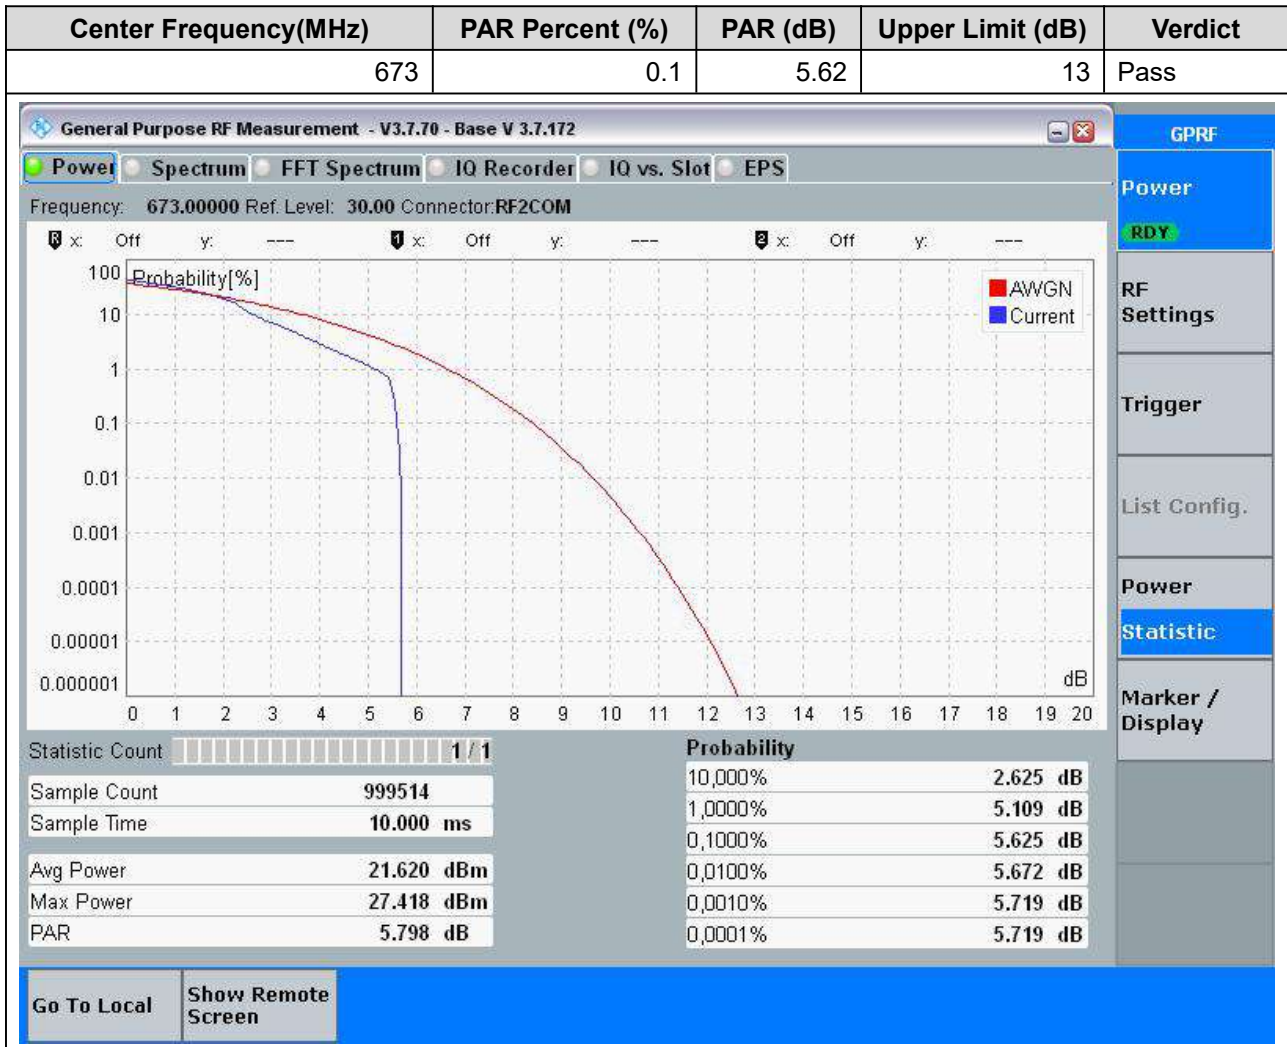 Center Frequency(MHz) PAR Percent (%) PAR (dB) Upper Limit (dB) Verdict
673 0.1 5.62 13 Pass
General Purpose RF Measurement - V3.7.70 - Base V 3.7.172
GPRF
Power Spectrum FFT Spectrum IQ Recorder IQ vs. Slot EPS
Frequency: 673.00000 Ref. Level: 30.00 Connector:RF2COM
R x: Off y: --- 1 x: Off y: --- 2 x: Off y: ---
Probability[%]
AWGN
Current
100
10
1
0.1
0.01
0.001
0.0001
0.00001
0.000001
dB
0 1 2 3 4 5 6 7 8 9 10 11 12 13 14 15 16 17 18 19 20
Statistic Count 1 / 1
Sample Count 999514
Sample Time 10.000 ms
Avg Power 21.620 dBm
Max Power 27.418 dBm
PAR 5.798 dB
Probability
10,000% 2.625 dB
1,0000% 5.109 dB
0,1000% 5.625 dB
0,0100% 5.672 dB
0,0010% 5.719 dB
0,0001% 5.719 dB
Power
RDY
RF
Settings
Trigger
List Config.
Power
Statistic
Marker /
Display
Go To Local
Show Remote
Screen